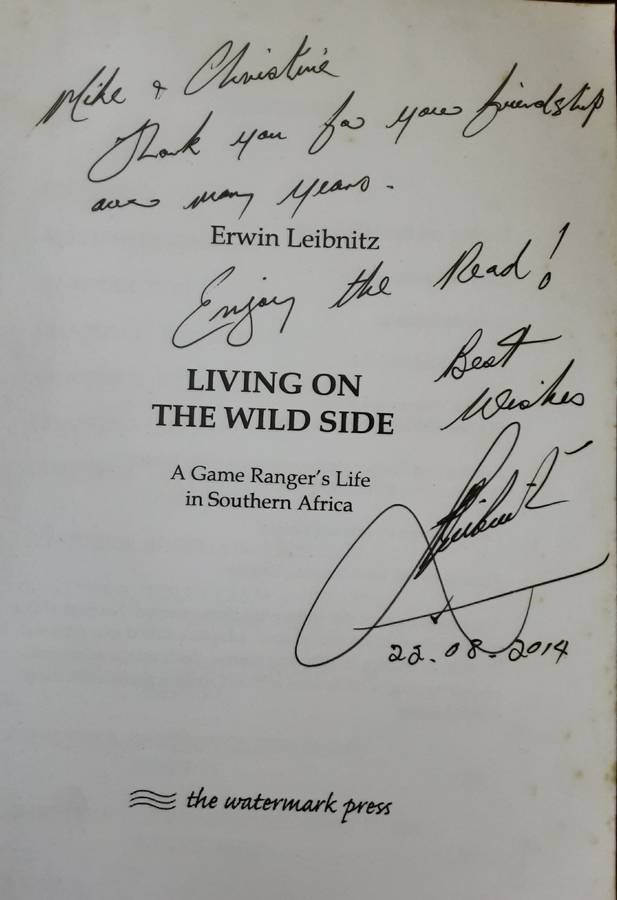 Mike & Christine
Thank you for your friendship
over many years.
Erwin Leibnitz
Enjoy the Read!
LIVING ON
THE WILD SIDE
Best
Wishes
A Game Ranger's Life
in Southern Africa
22.08.2014
the watermark press